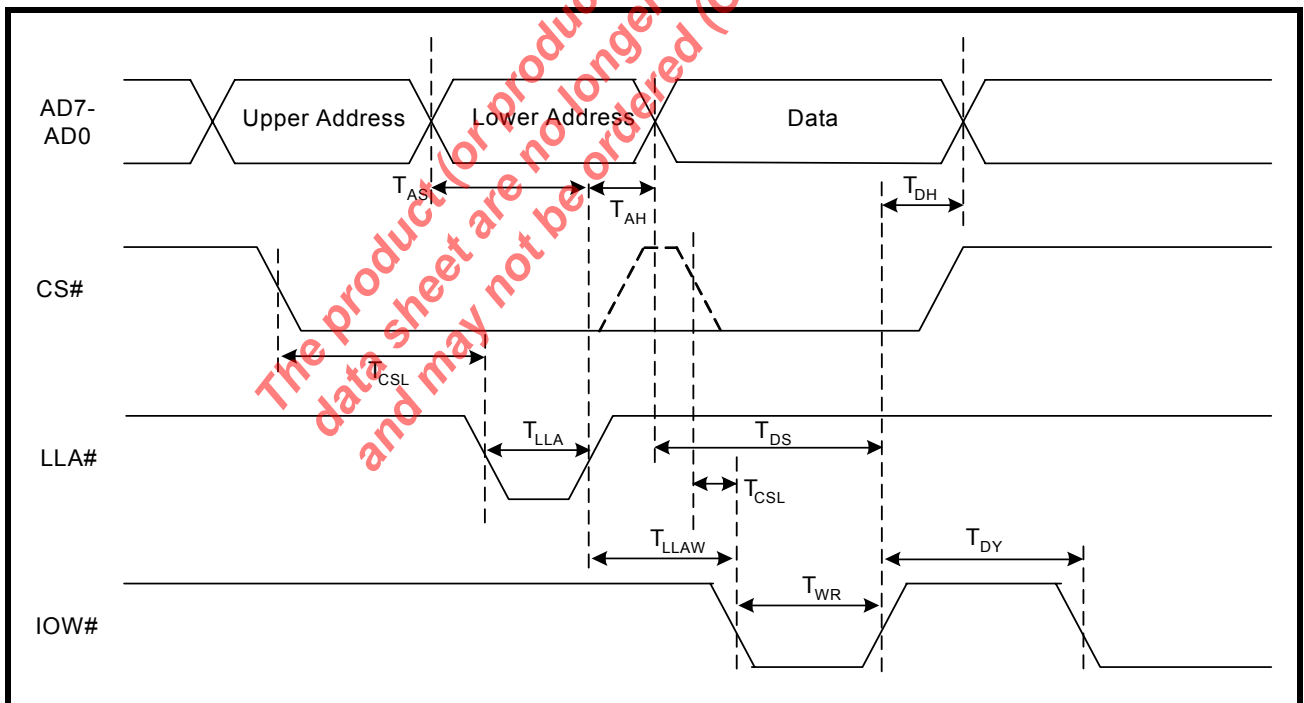 AD7-
AD0
Upper Address
Lower Address
Data
TAS
TAH
TDH
CS#
TCSL
LLA#
TLLA
TDS
TCSL
TLLAW
TDY
IOW#
TWR
The product (or produc
data sheet are no longer
and may not be ordered (O